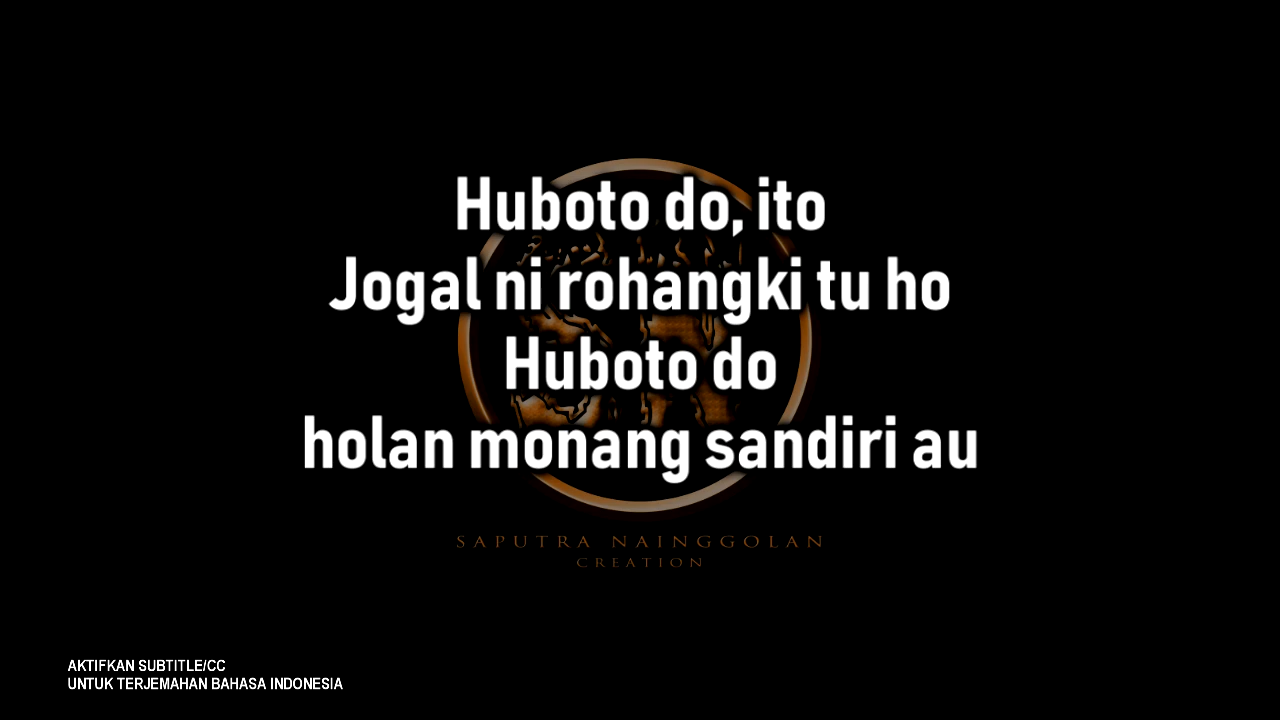 Huboto do, ito
Jogal ni rohangki tu ho
Huboto do
holan monang sandiri au
SAPUTRA NAINGGOLAN
CREATION
AKTIFKAN SUBTITLE/CC
UNTUK TERJEMAHAN BAHASA INDONESIA